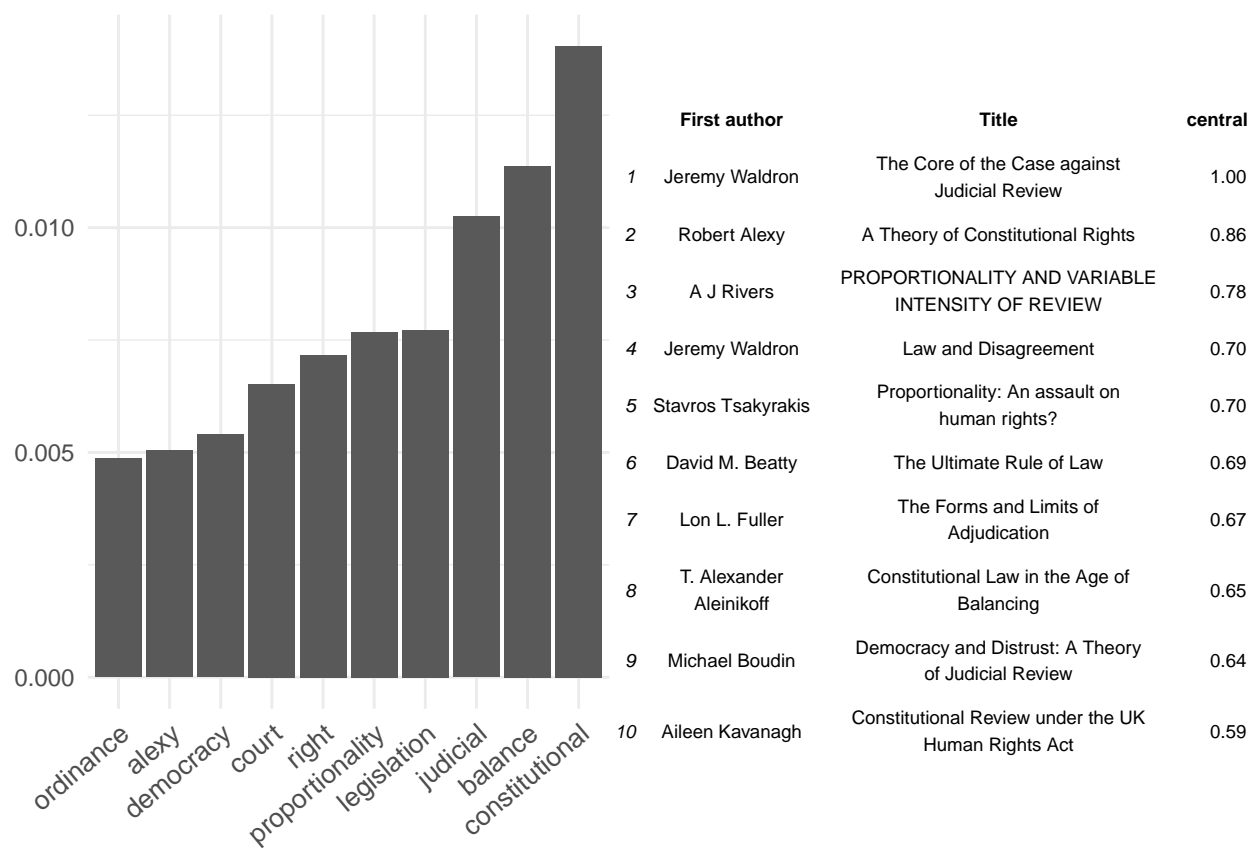 0.010
0.005
0.000
ordinance
alexy
democracy
court
right
proportionality
legislation
judicial
balance
constitutional
First author Title central
1 Jeremy Waldron The Core of the Case against
Judicial Review 1.00
2 Robert Alexy A Theory of Constitutional Rights 0.86
3 A J Rivers PROPORTIONALITY AND VARIABLE
INTENSITY OF REVIEW 0.78
4 Jeremy Waldron Law and Disagreement 0.70
5 Stavros Tsakyrakis Proportionality: An assault on
human rights? 0.70
6 David M. Beatty The Ultimate Rule of Law 0.69
7 Lon L. Fuller The Forms and Limits of
Adjudication 0.67
8 T. Alexander Constitutional Law in the Age of
Aleinikoff Balancing 0.65
9 Michael Boudin Democracy and Distrust: A Theory
of Judicial Review 0.64
10 Aileen Kavanagh Constitutional Review under the UK
Human Rights Act 0.59